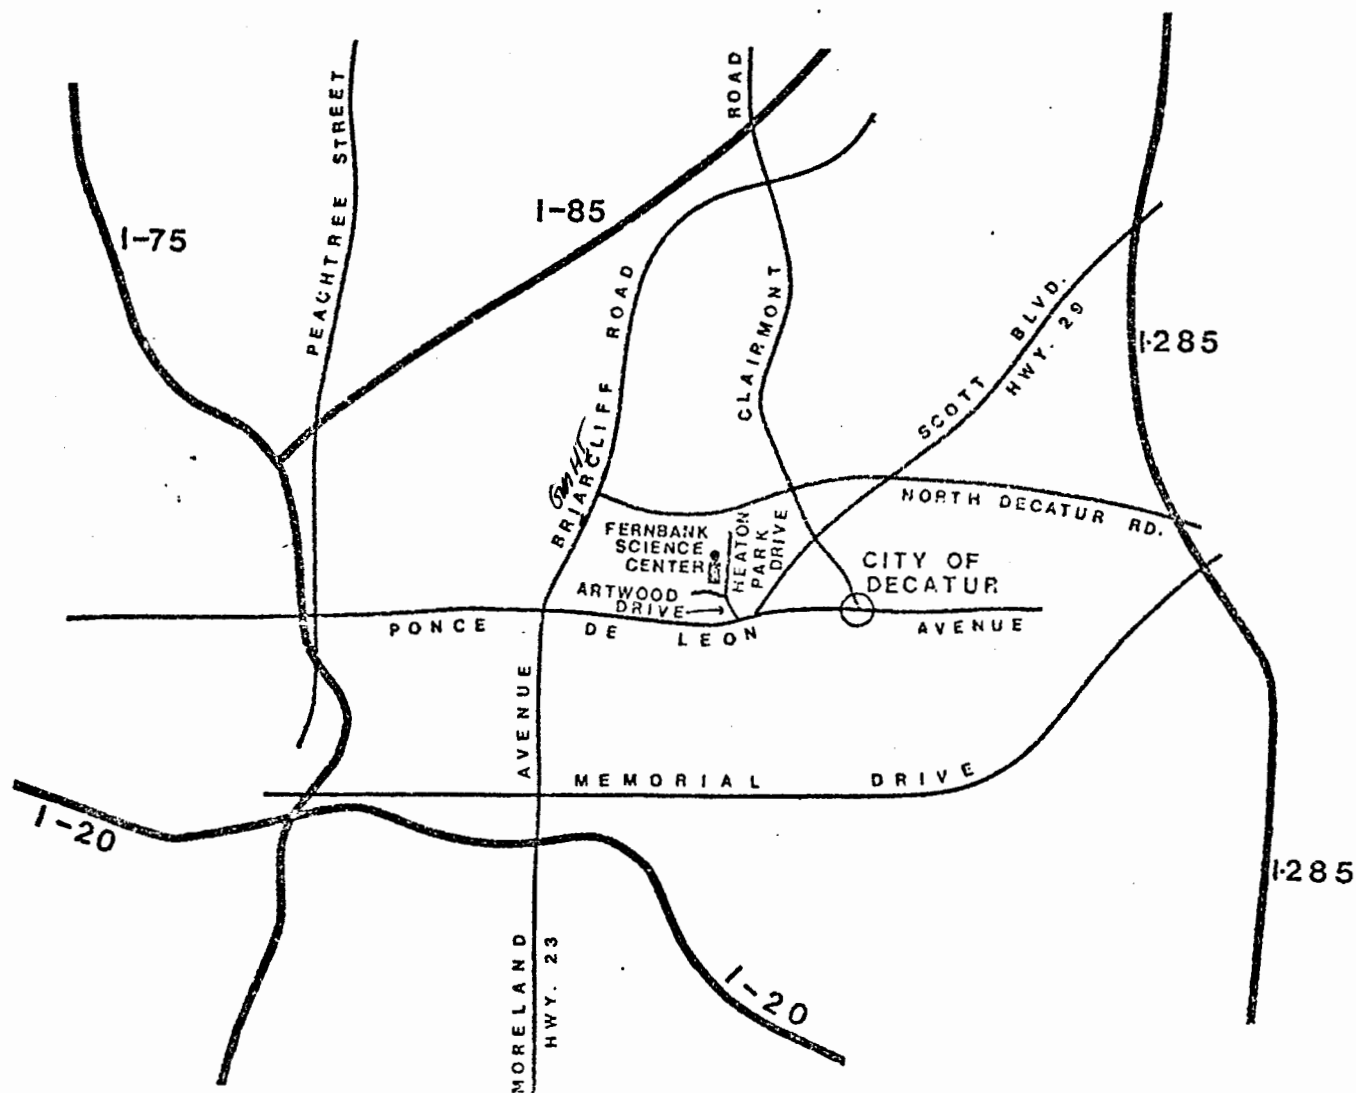 PEACHTREE STREET
ROAD
I-75
I-85
BRIARCLIFF ROAD
CLAIRMONT
SCOTT BLVD.
HWY. 29
I-285
NORTH DECATUR RD.
FERNBANK
SCIENCE
CENTER
HEATON
PARK
DRIVE
CITY OF
DECATUR
ARTWOOD
DRIVE
PONCE DE LEON AVENUE
AVENUE
MEMORIAL DRIVE
I-20
I-285
MORELAND
HWY. 23
I-20